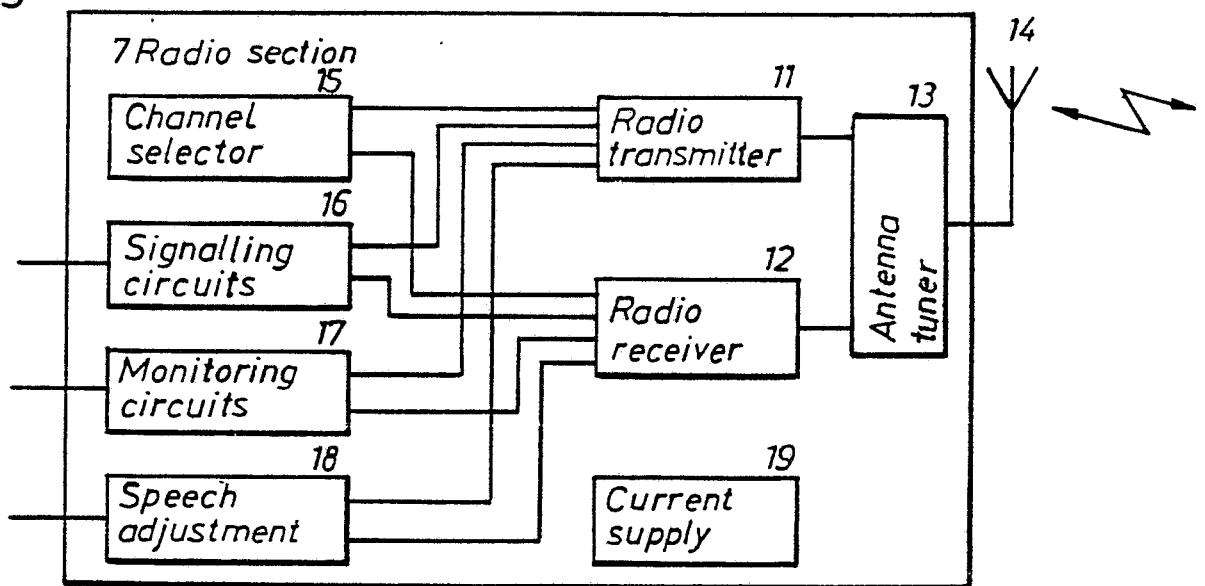 14
7 Radio section
15
11
13
Channel
selector
Radio
transmitter
16
Signalling
circuits
12
Radio
receiver
Antenna
tuner
17
Monitoring
circuits
18
Speech
adjustment
19
Current
supply